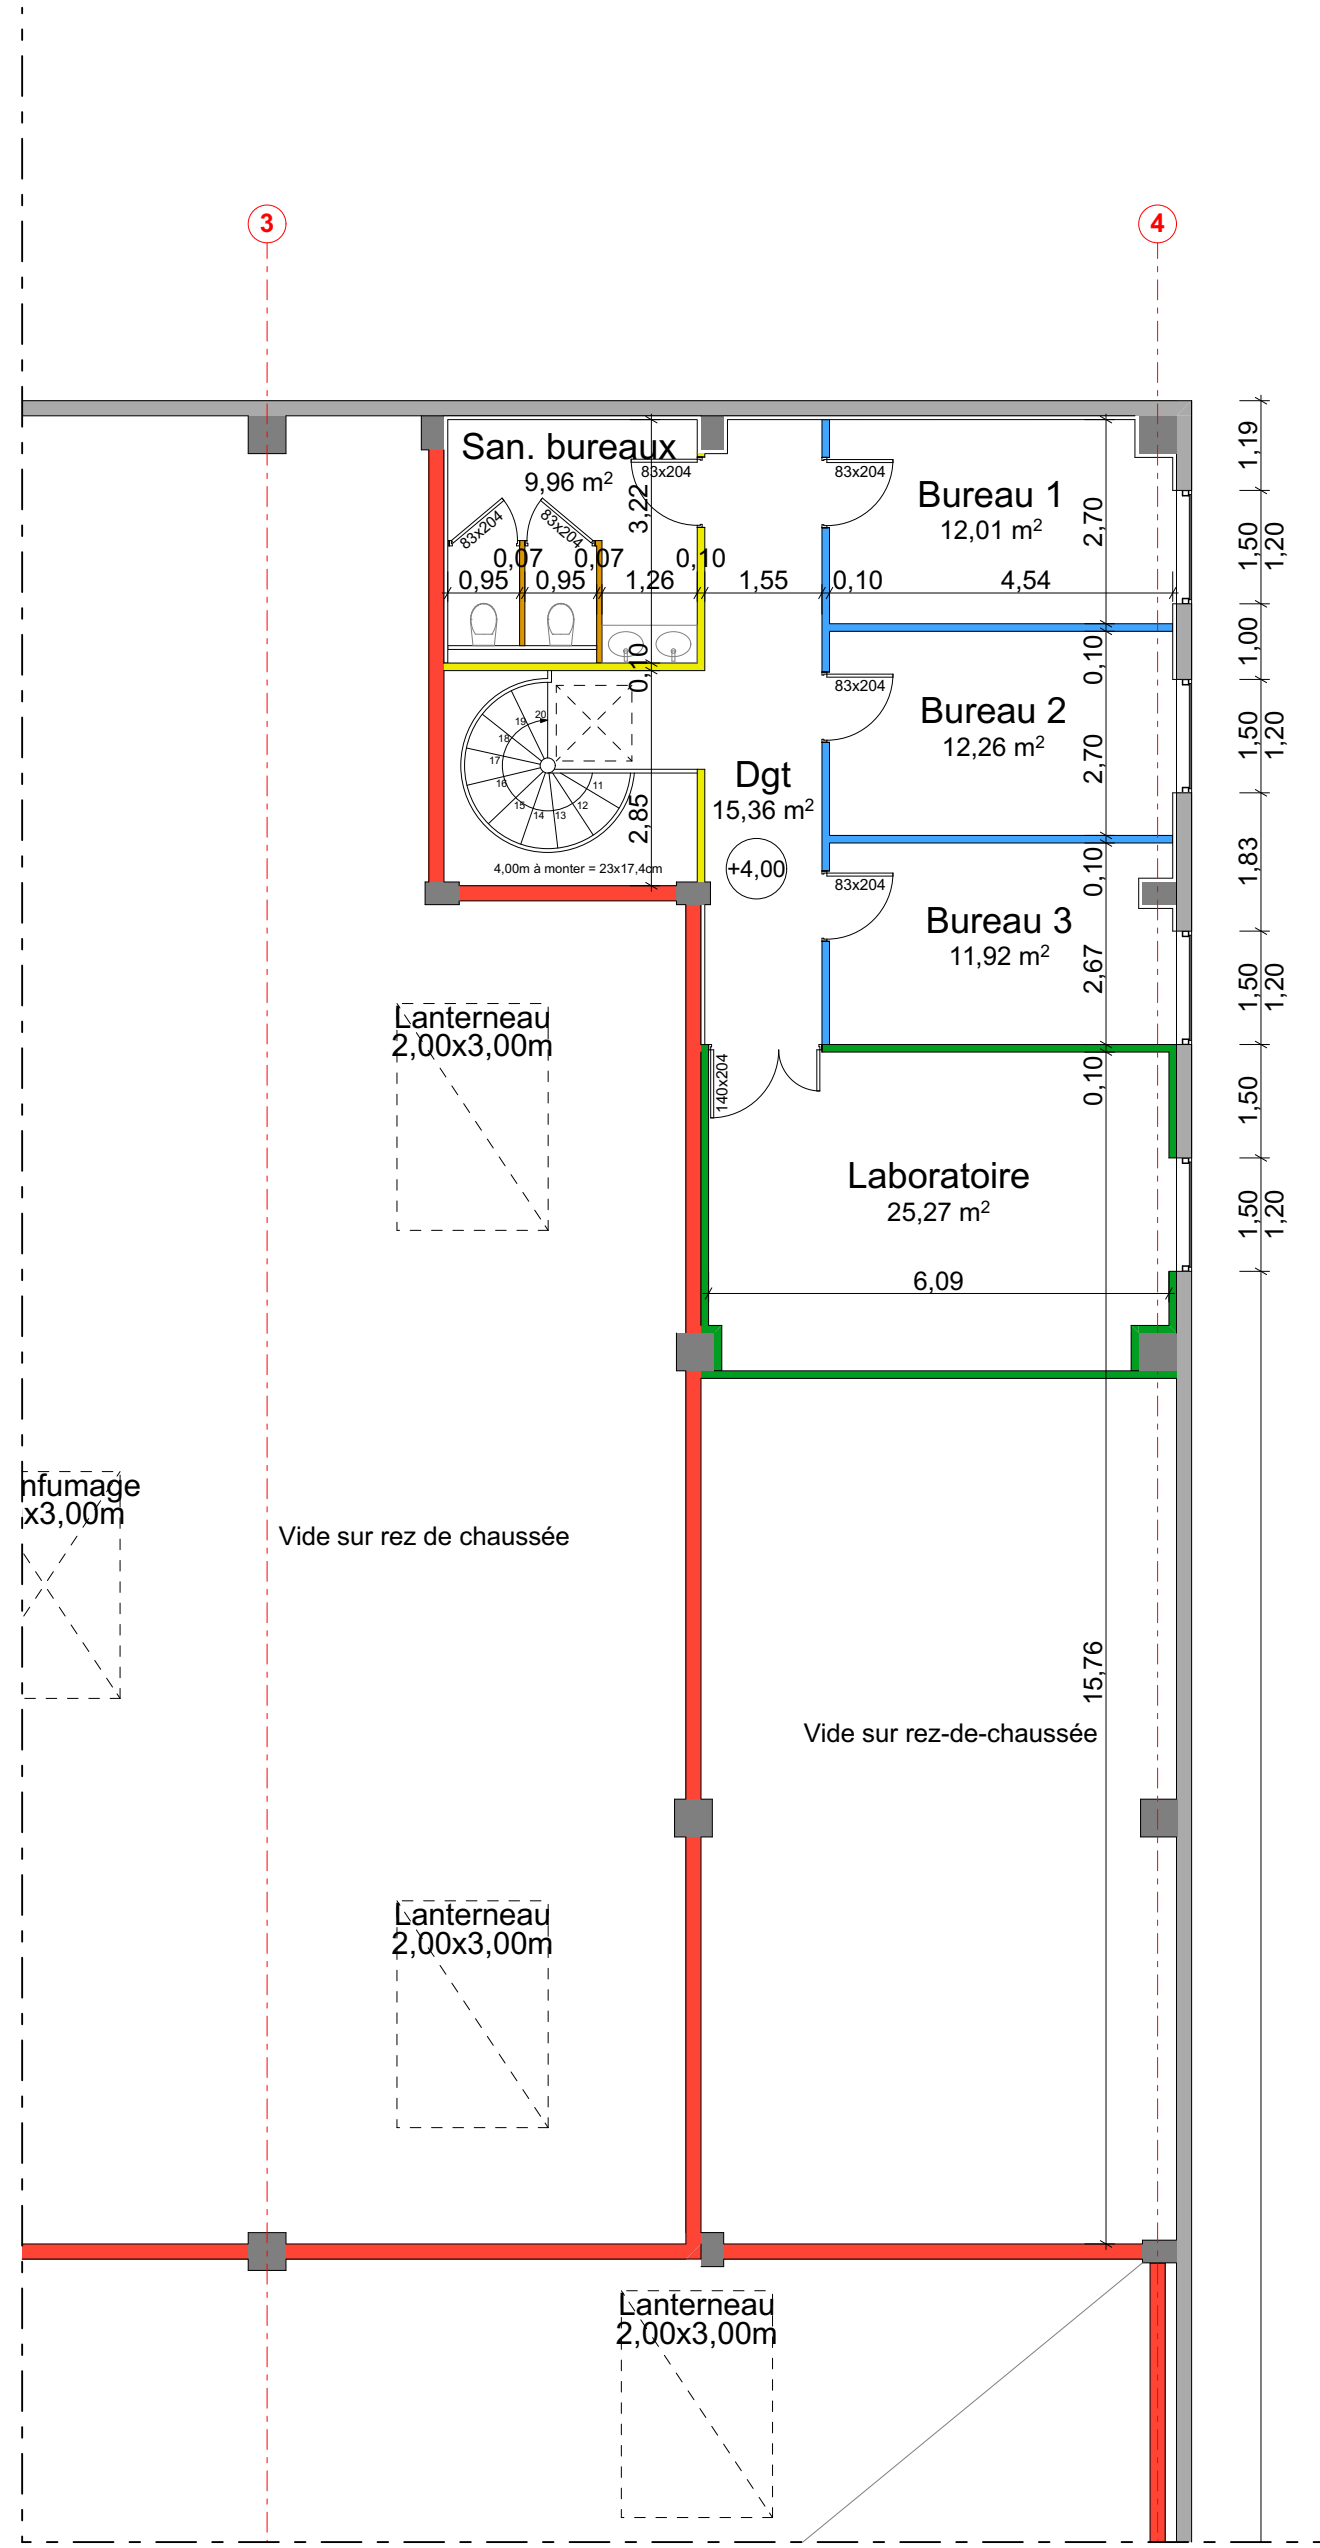 3
4
San. bureaux
9,96 m²
83x204
83x204
83x204
83x204
3,22
0,07
0,07
0,10
0,95
0,95
1,26
1,55
0,10
4,54
Bureau 1
12,01 m²
2,70
1,19
1,50
1,20
1,00
0,10
0,10
83x204
Bureau 2
12,26 m²
2,70
1,50
1,20
20
19
18
17
16
15
14
13
12
11
4,00m à monter = 23x17,4cm
2,85
Dgt
15,36 m²
+4,00
0,10
83x204
Bureau 3
11,92 m²
2,67
1,83
1,50
1,20
Lanterneau
2,00x3,00m
140x204
0,10
1,50
Laboratoire
25,27 m²
1,50
1,20
6,09
nfumage
x3,00m
Vide sur rez de chaussée
15,76
Vide sur rez-de-chaussée
Lanterneau
2,00x3,00m
Lanterneau
2,00x3,00m